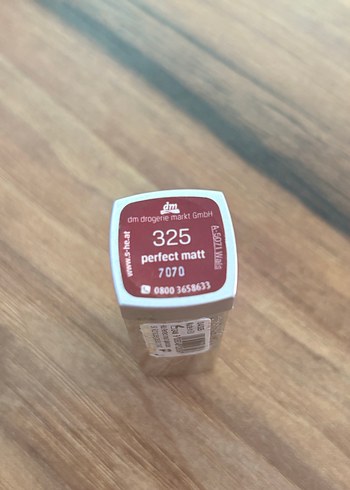 dm
dm drogerie markt GmbH
325
perfect matt
7070
0800 3658633
www.s-he.at
A-5071 Wals